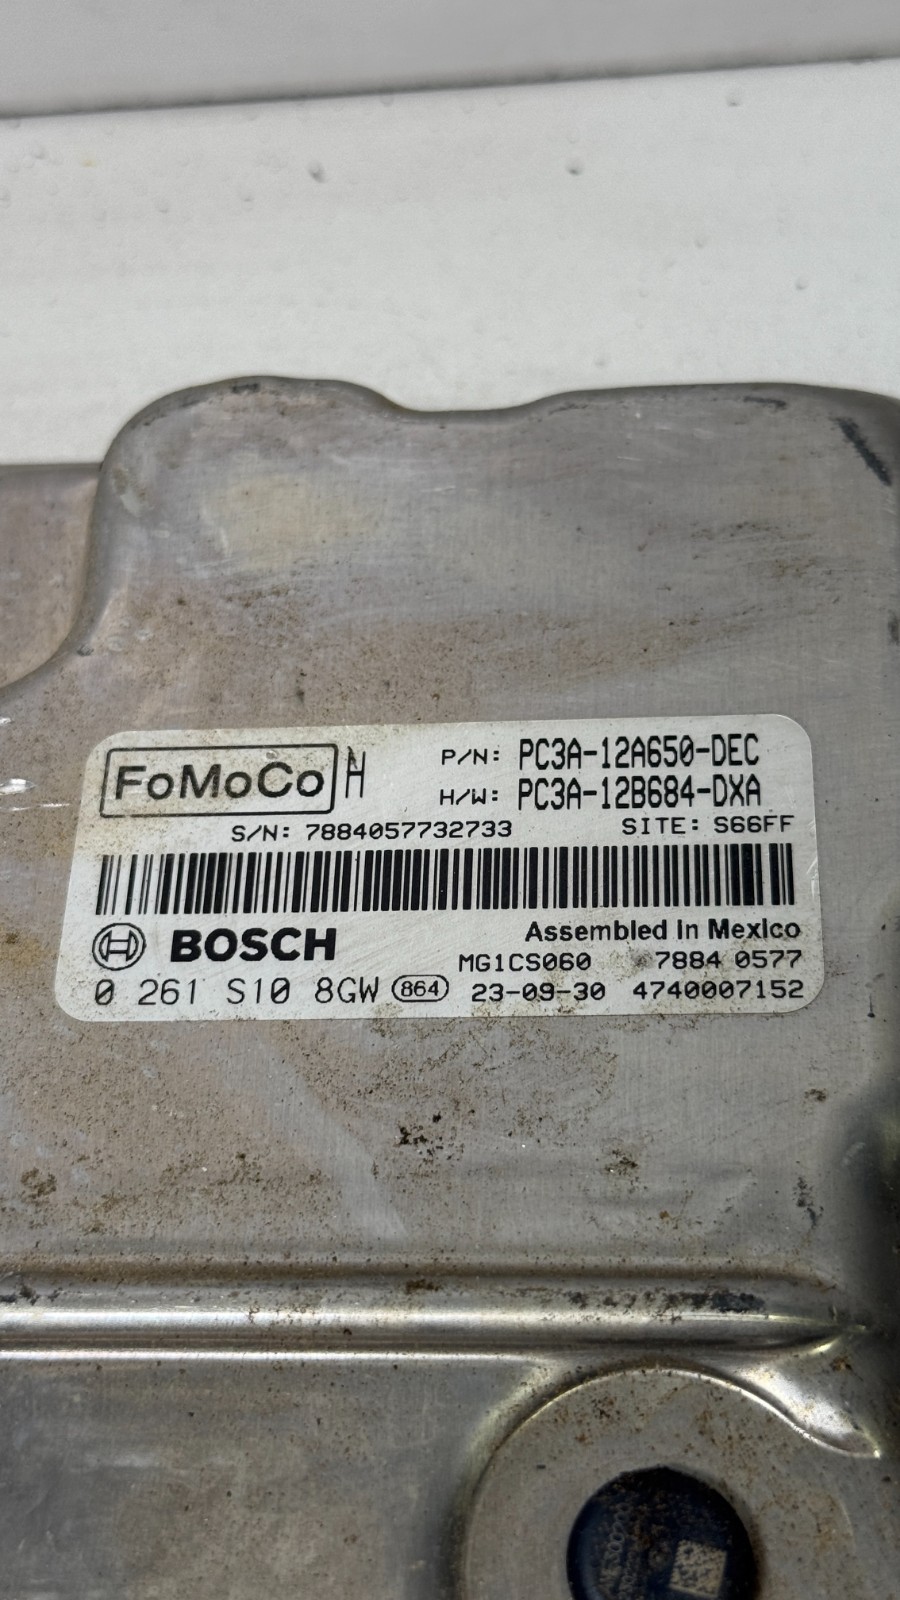 FoMoCo H
P/N: PC3A-12A650-DEC
H/W: PC3A-12B684-DXA
S/N: 7884057732733 SITE: S66FF
BOSCH Assembled in Mexico
MG1CS060 7884 0577
0 261 S10 8GW 864 23-09-30 4740007152